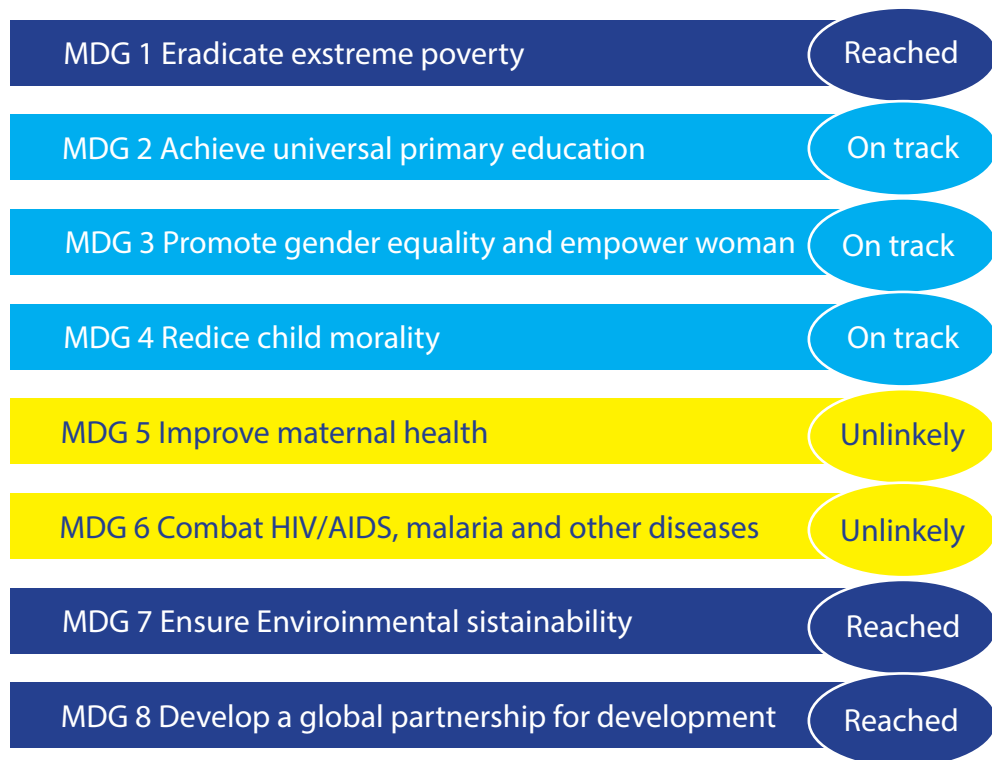 MDG 1 Eradicate exstreme poverty Reached
MDG 2 Achieve universal primary education On track
MDG 3 Promote gender equality and empower woman On track
MDG 4 Redice child morality On track
MDG 5 Improve maternal health Unlinkely
MDG 6 Combat HIV/AIDS, malaria and other diseases Unlinkely
MDG 7 Ensure Enviroinmental sistainability Reached
MDG 8 Develop a global partnership for development Reached